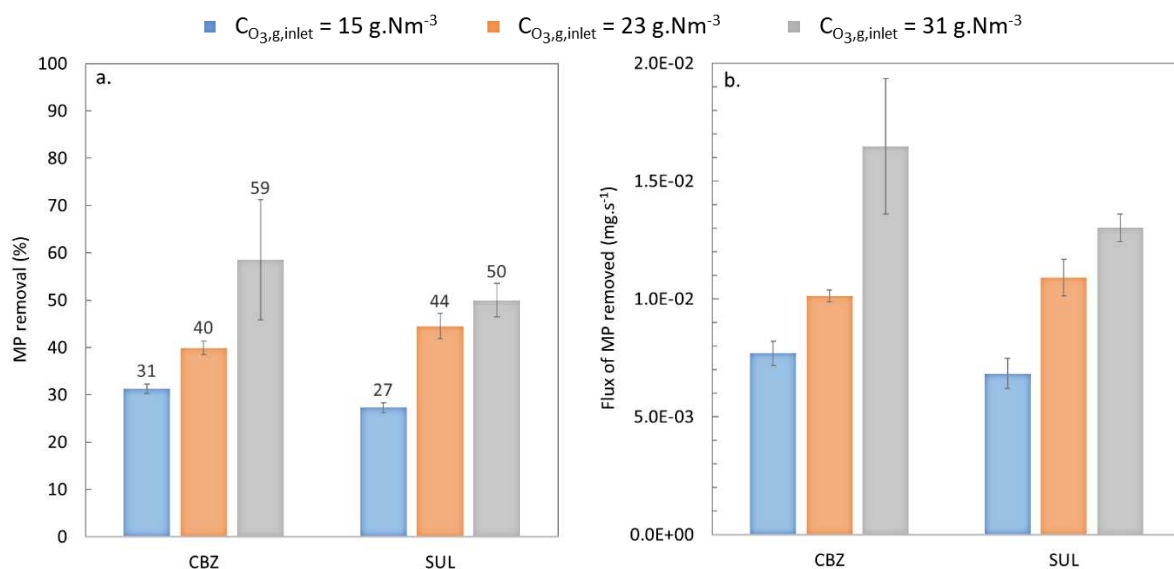 C_O3,g,inlet = 15 g.Nm-3 C_O3,g,inlet = 23 g.Nm-3 C_O3,g,inlet = 31 g.Nm-3
a.
MP removal (%)
100
90
80
70
60
50
40
30
20
10
0
31
40
59
27
44
50
CBZ SUL
b.
Flux of MP removed (mg.s-1)
2.0E-02
1.5E-02
1.0E-02
5.0E-03
0.0E+00
CBZ SUL